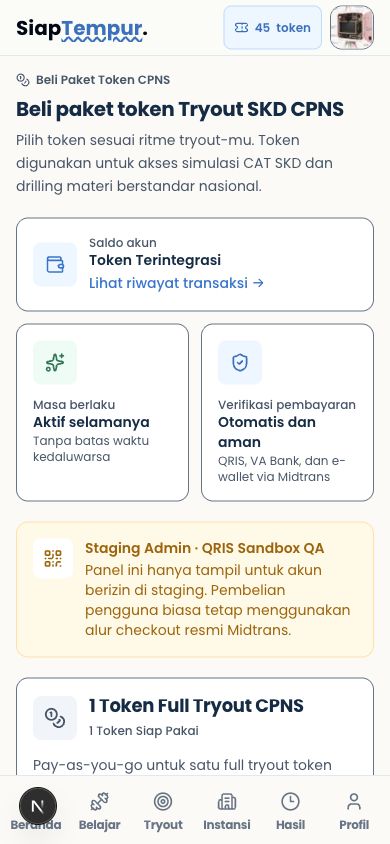 SiapTempur.
45 token
Beli Paket Token CPNS
Beli paket token Tryout SKD CPNS
Pilih token sesuai ritme tryout-mu. Token
digunakan untuk akses simulasi CAT SKD dan
drilling materi berstandar nasional.
Saldo akun
Token Terintegrasi
Lihat riwayat transaksi →
Masa berlaku
Aktif selamanya
Tanpa batas waktu
kedaluwarsa
Verifikasi pembayaran
Otomatis dan
aman
QRIS, VA Bank, dan e-
wallet via Midtrans
Staging Admin · QRIS Sandbox QA
Panel ini hanya tampil untuk akun
berizin di staging. Pembelian
pengguna biasa tetap menggunakan
alur checkout resmi Midtrans.
1 Token Full Tryout CPNS
1 Token Siap Pakai
Pay-as-you-go untuk satu full tryout token
N
Beranda
Belajar
Tryout
Instansi
Hasil
Profil